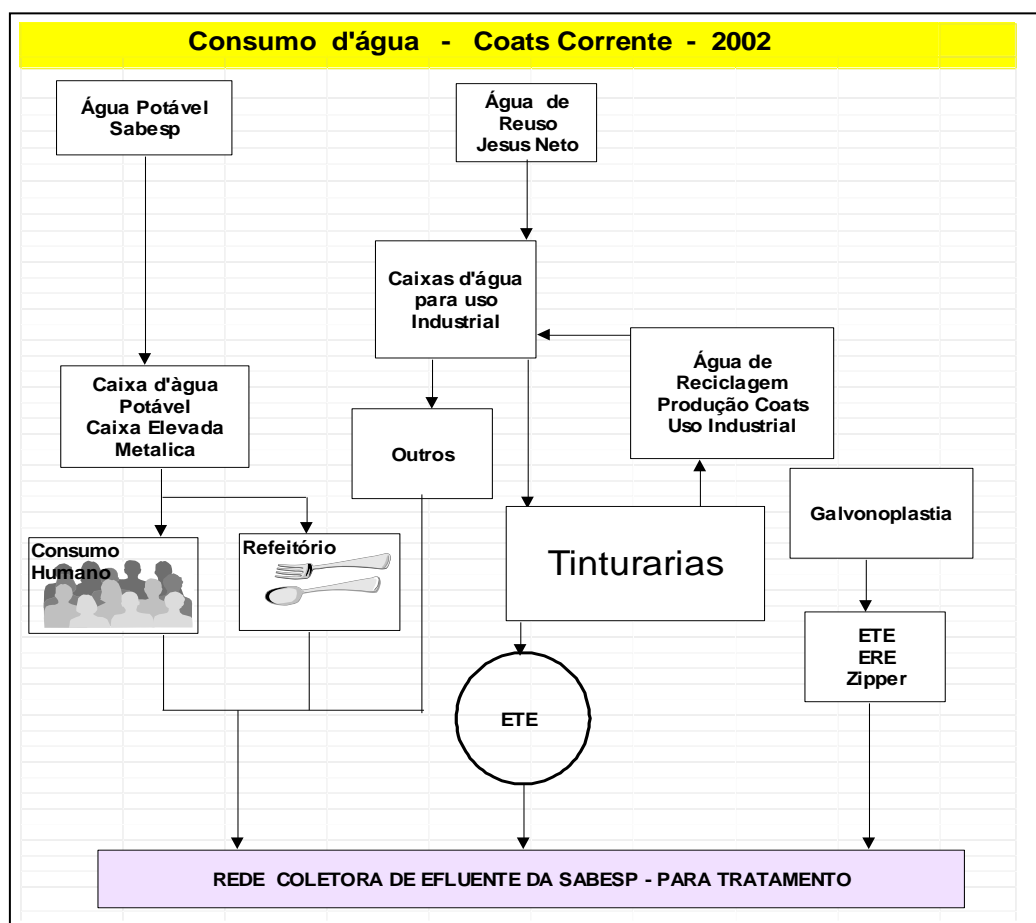 Consumo d'água - Coats Corrente - 2002
Água Potável
Sabesp
Água de
Reuso
Jesus Neto
Caixas d'água
para uso
Industrial
Água de
Reciclagem
Produção Coats
Uso Industrial
Caixa d'àgua
Potável
Caixa Elevada
Metalica
Outros
Galvonoplastia
Tinturarias
Consumo
Humano
Refeitório
ETE
ERE
Zipper
ETE
REDE COLETORA DE EFLUENTE DA SABESP - PARA TRATAMENTO